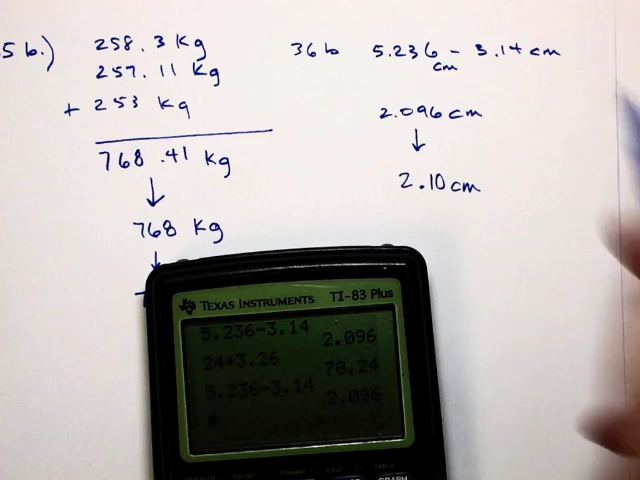 5 b.)
258.3 Kg
257.11 Kg
+ 253 Kg
768.41 Kg
↓
768 Kg
↓
36 b 5.236 cm - 3.14 cm
2.096 cm
↓
2.10 cm
TEXAS INSTRUMENTS TI-83 Plus
5.236-3.14
2.096
24*3.26
78.24
5.236-3.14
2.096